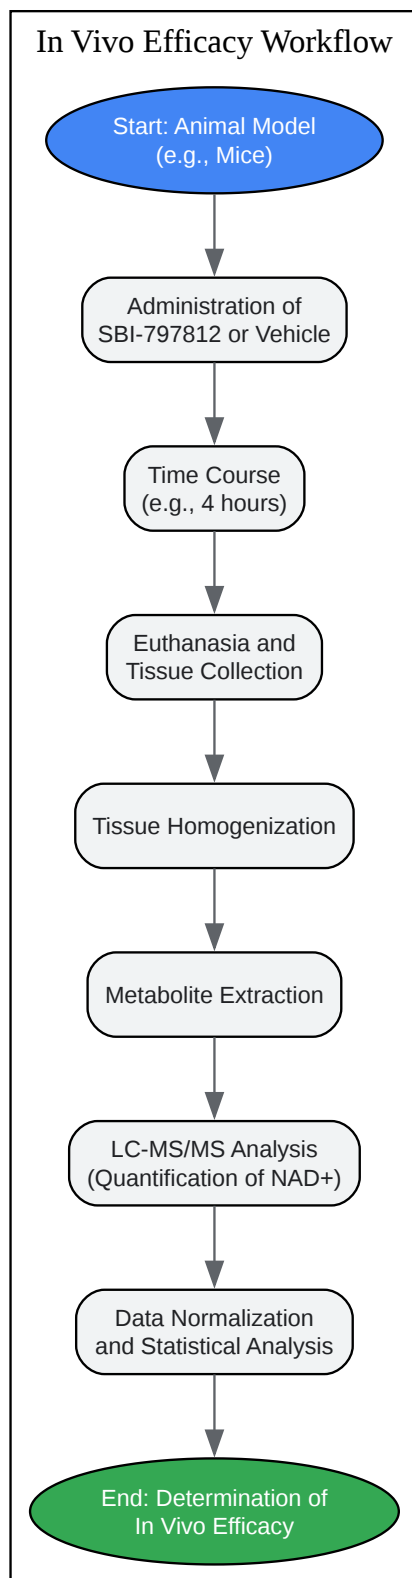 In Vivo Efficacy Workflow
Start: Animal Model
(e.g., Mice)
Administration of
SBI-797812 or Vehicle
Time Course
(e.g., 4 hours)
Euthanasia and
Tissue Collection
Tissue Homogenization
Metabolite Extraction
LC-MS/MS Analysis
(Quantification of NAD+)
Data Normalization
and Statistical Analysis
End: Determination of
In Vivo Efficacy